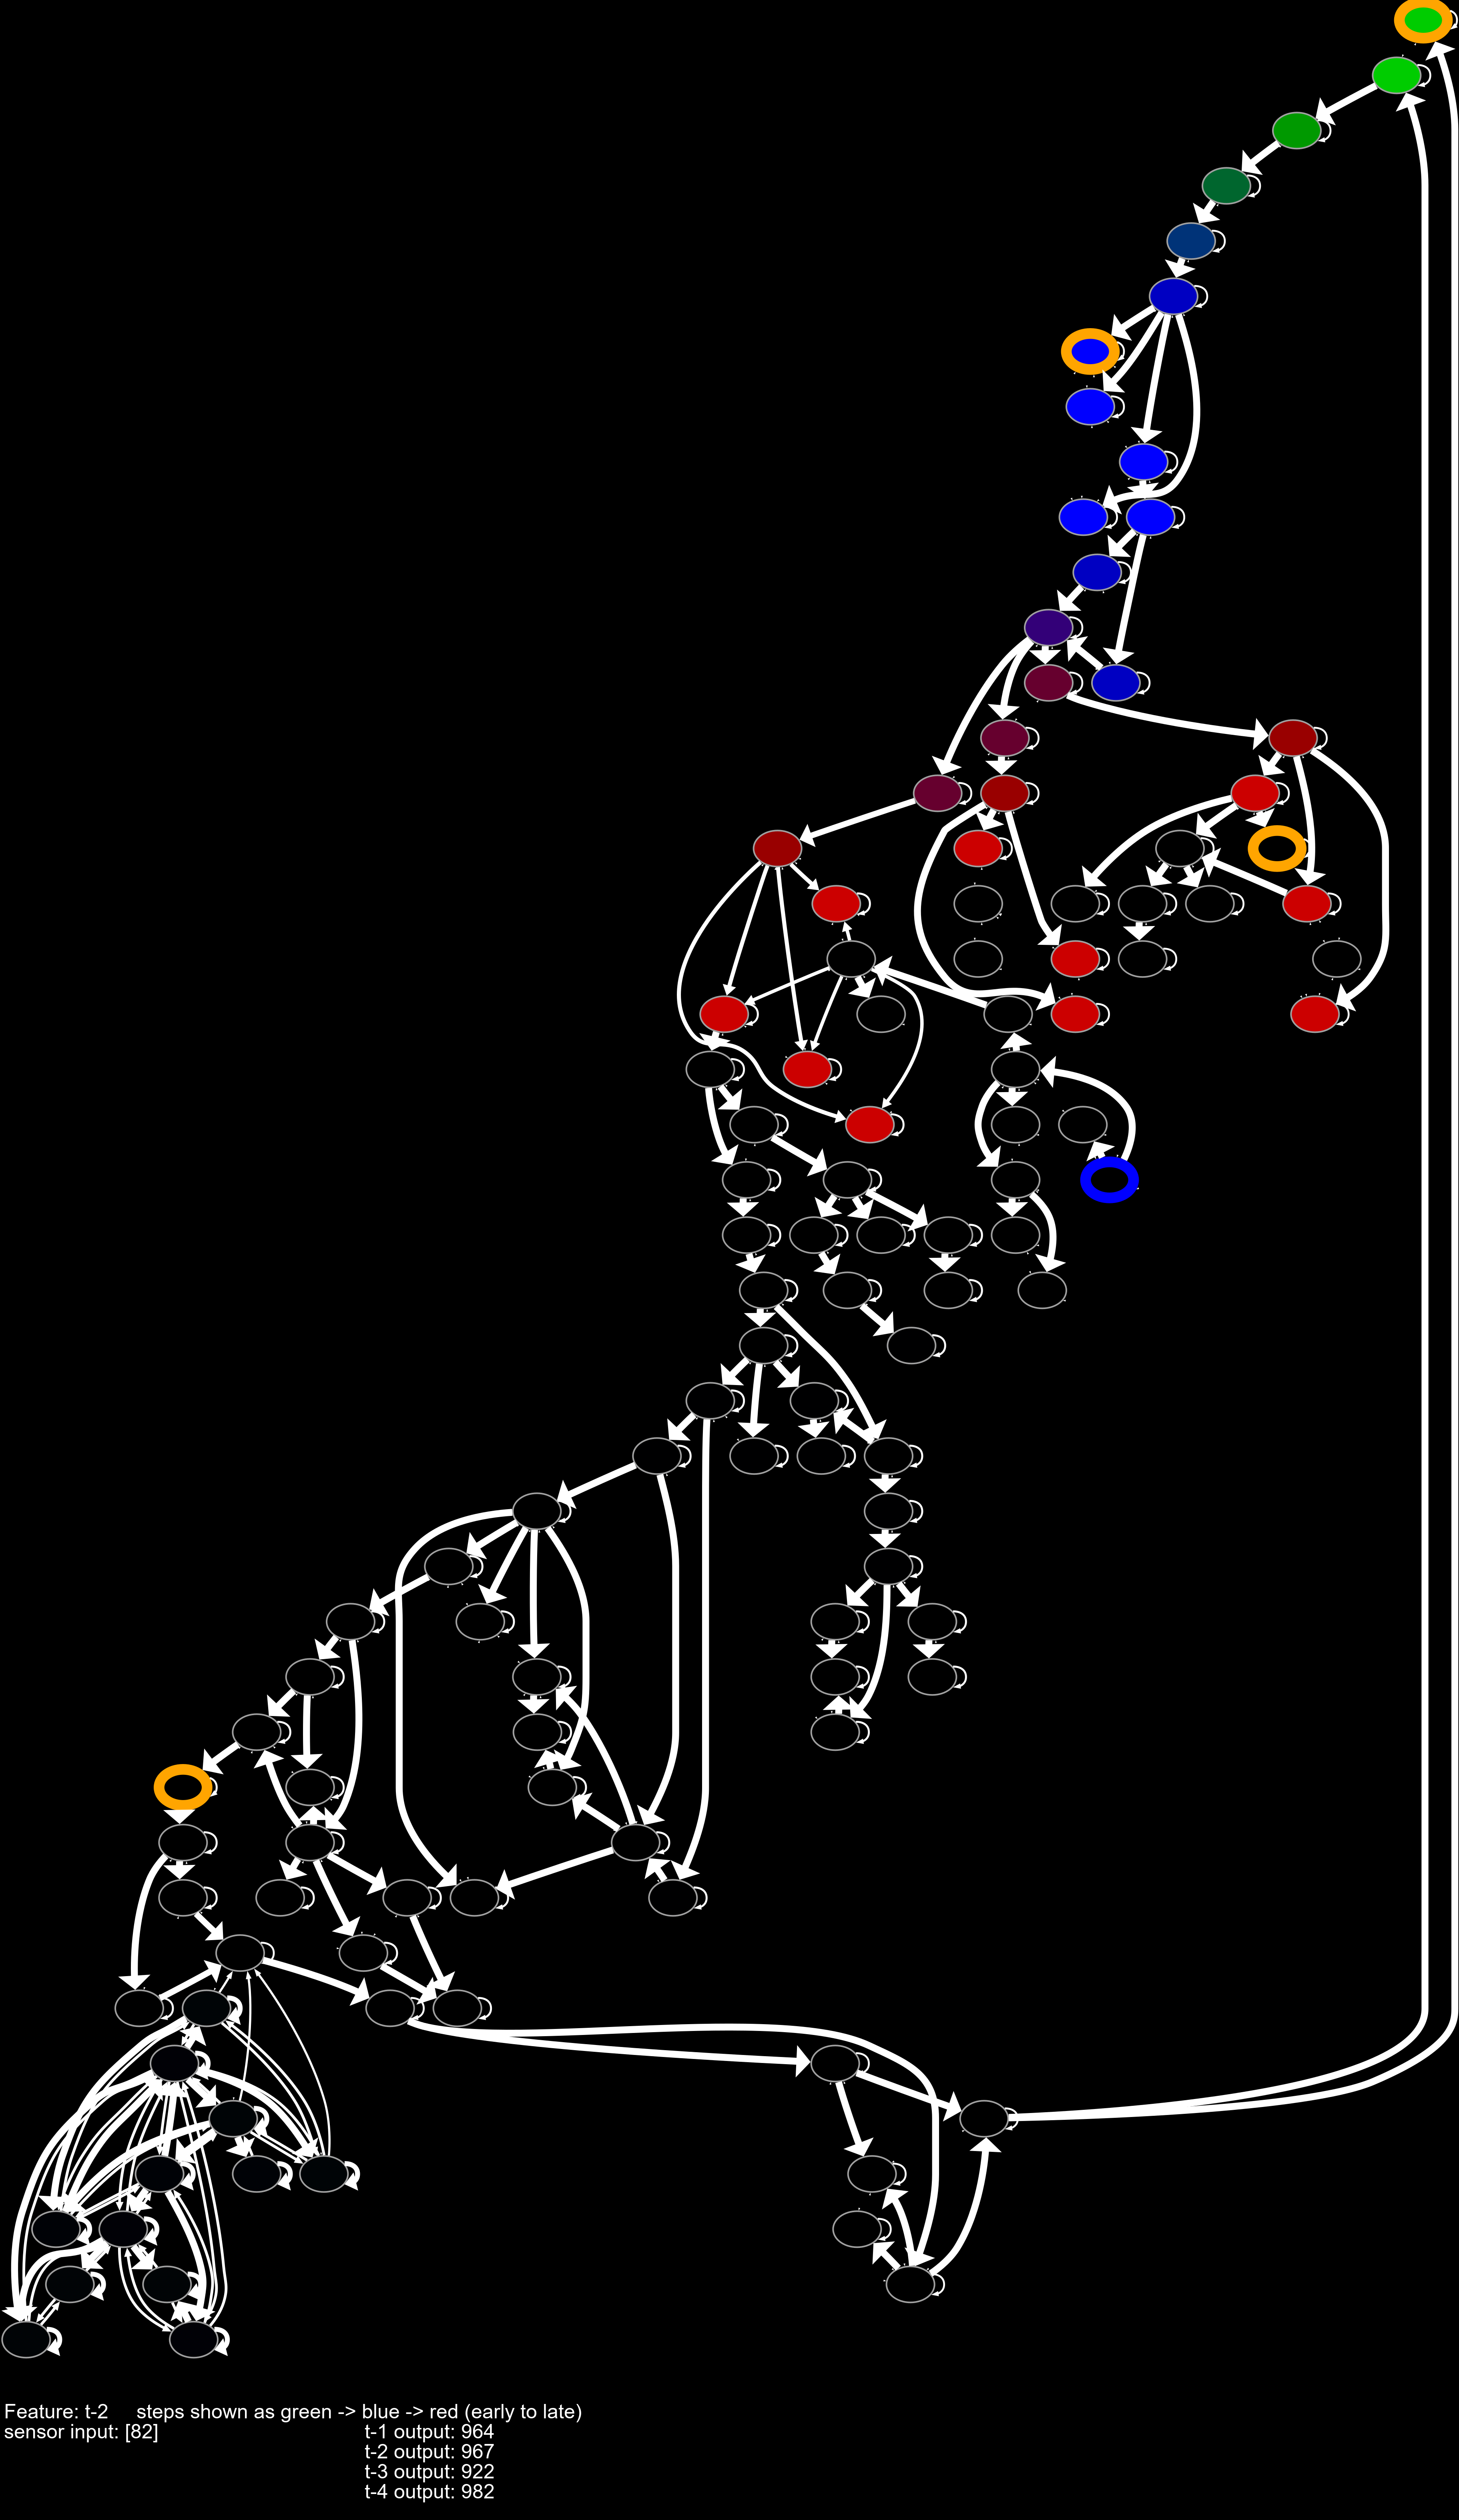 Feature: t-2 steps shown as green -> blue -> red (early to late)
sensor input: [82] t-1 output: 964
t-2 output: 967
t-3 output: 922
t-4 output: 982